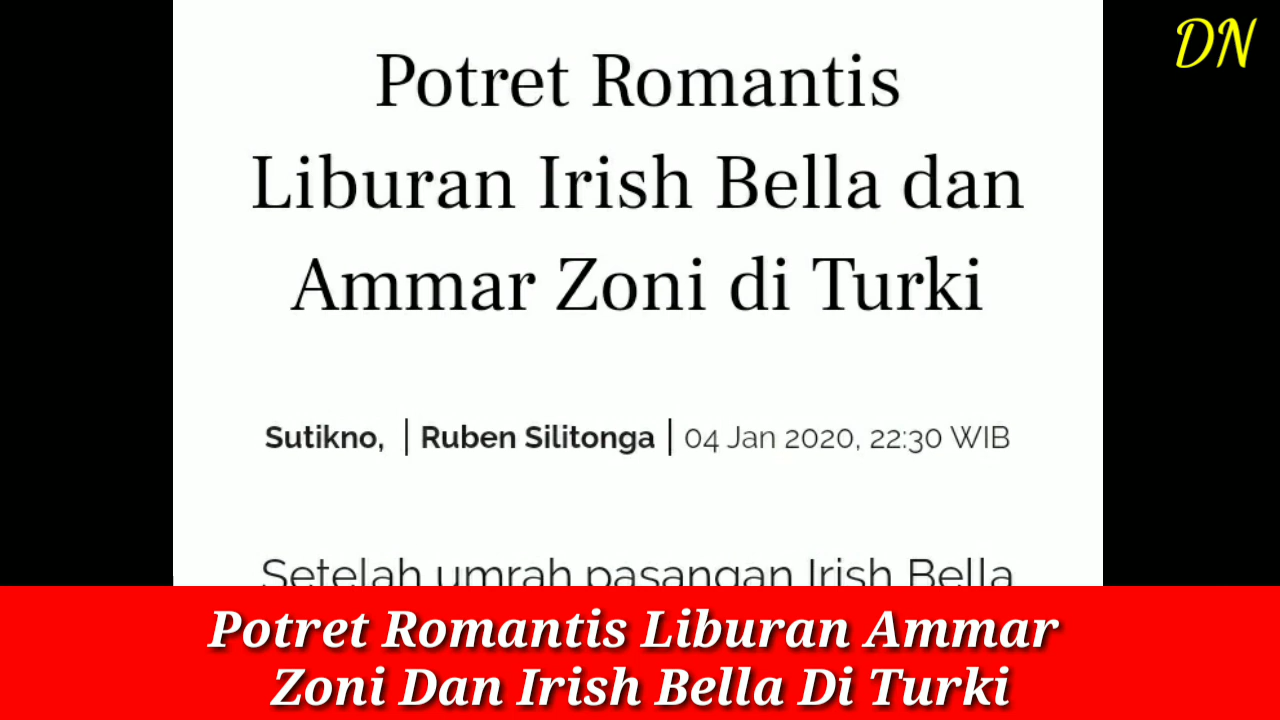 DN
Potret Romantis
Liburan Irish Bella dan
Ammar Zoni di Turki
Sutikno, | Ruben Silitonga | 04 Jan 2020, 22:30 WIB
Setelah umrah pasangan Irish Bella
Potret Romantis Liburan Ammar
Zoni Dan Irish Bella Di Turki